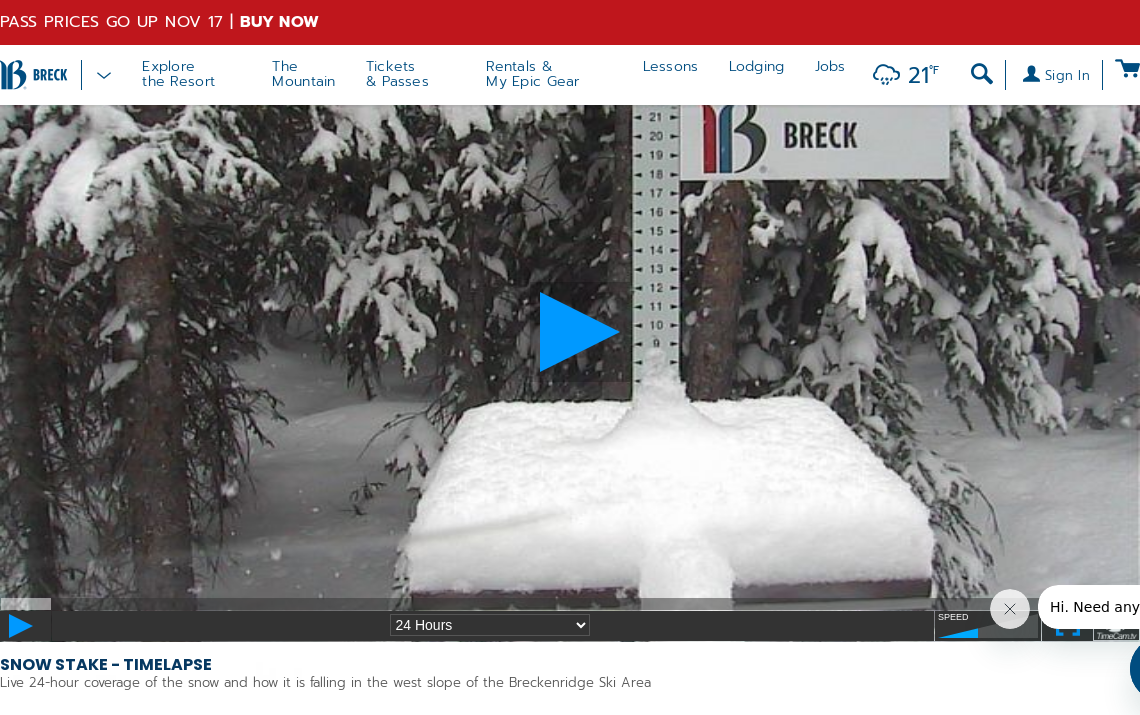 PASS PRICES GO UP NOV 17 | BUY NOW
BRECK
Explore
the Resort
The
Mountain
Tickets
& Passes
Rentals &
My Epic Gear
Lessons
Lodging
Jobs
21°F
Sign In
BRECK
21
20
19
18
17
16
15
14
13
12
11
10
9
Hi. Need any
24 Hours
SPEED
TimeCam.tv
SNOW STAKE - TIMELAPSE
Live 24-hour coverage of the snow and how it is falling in the west slope of the Breckenridge Ski Area